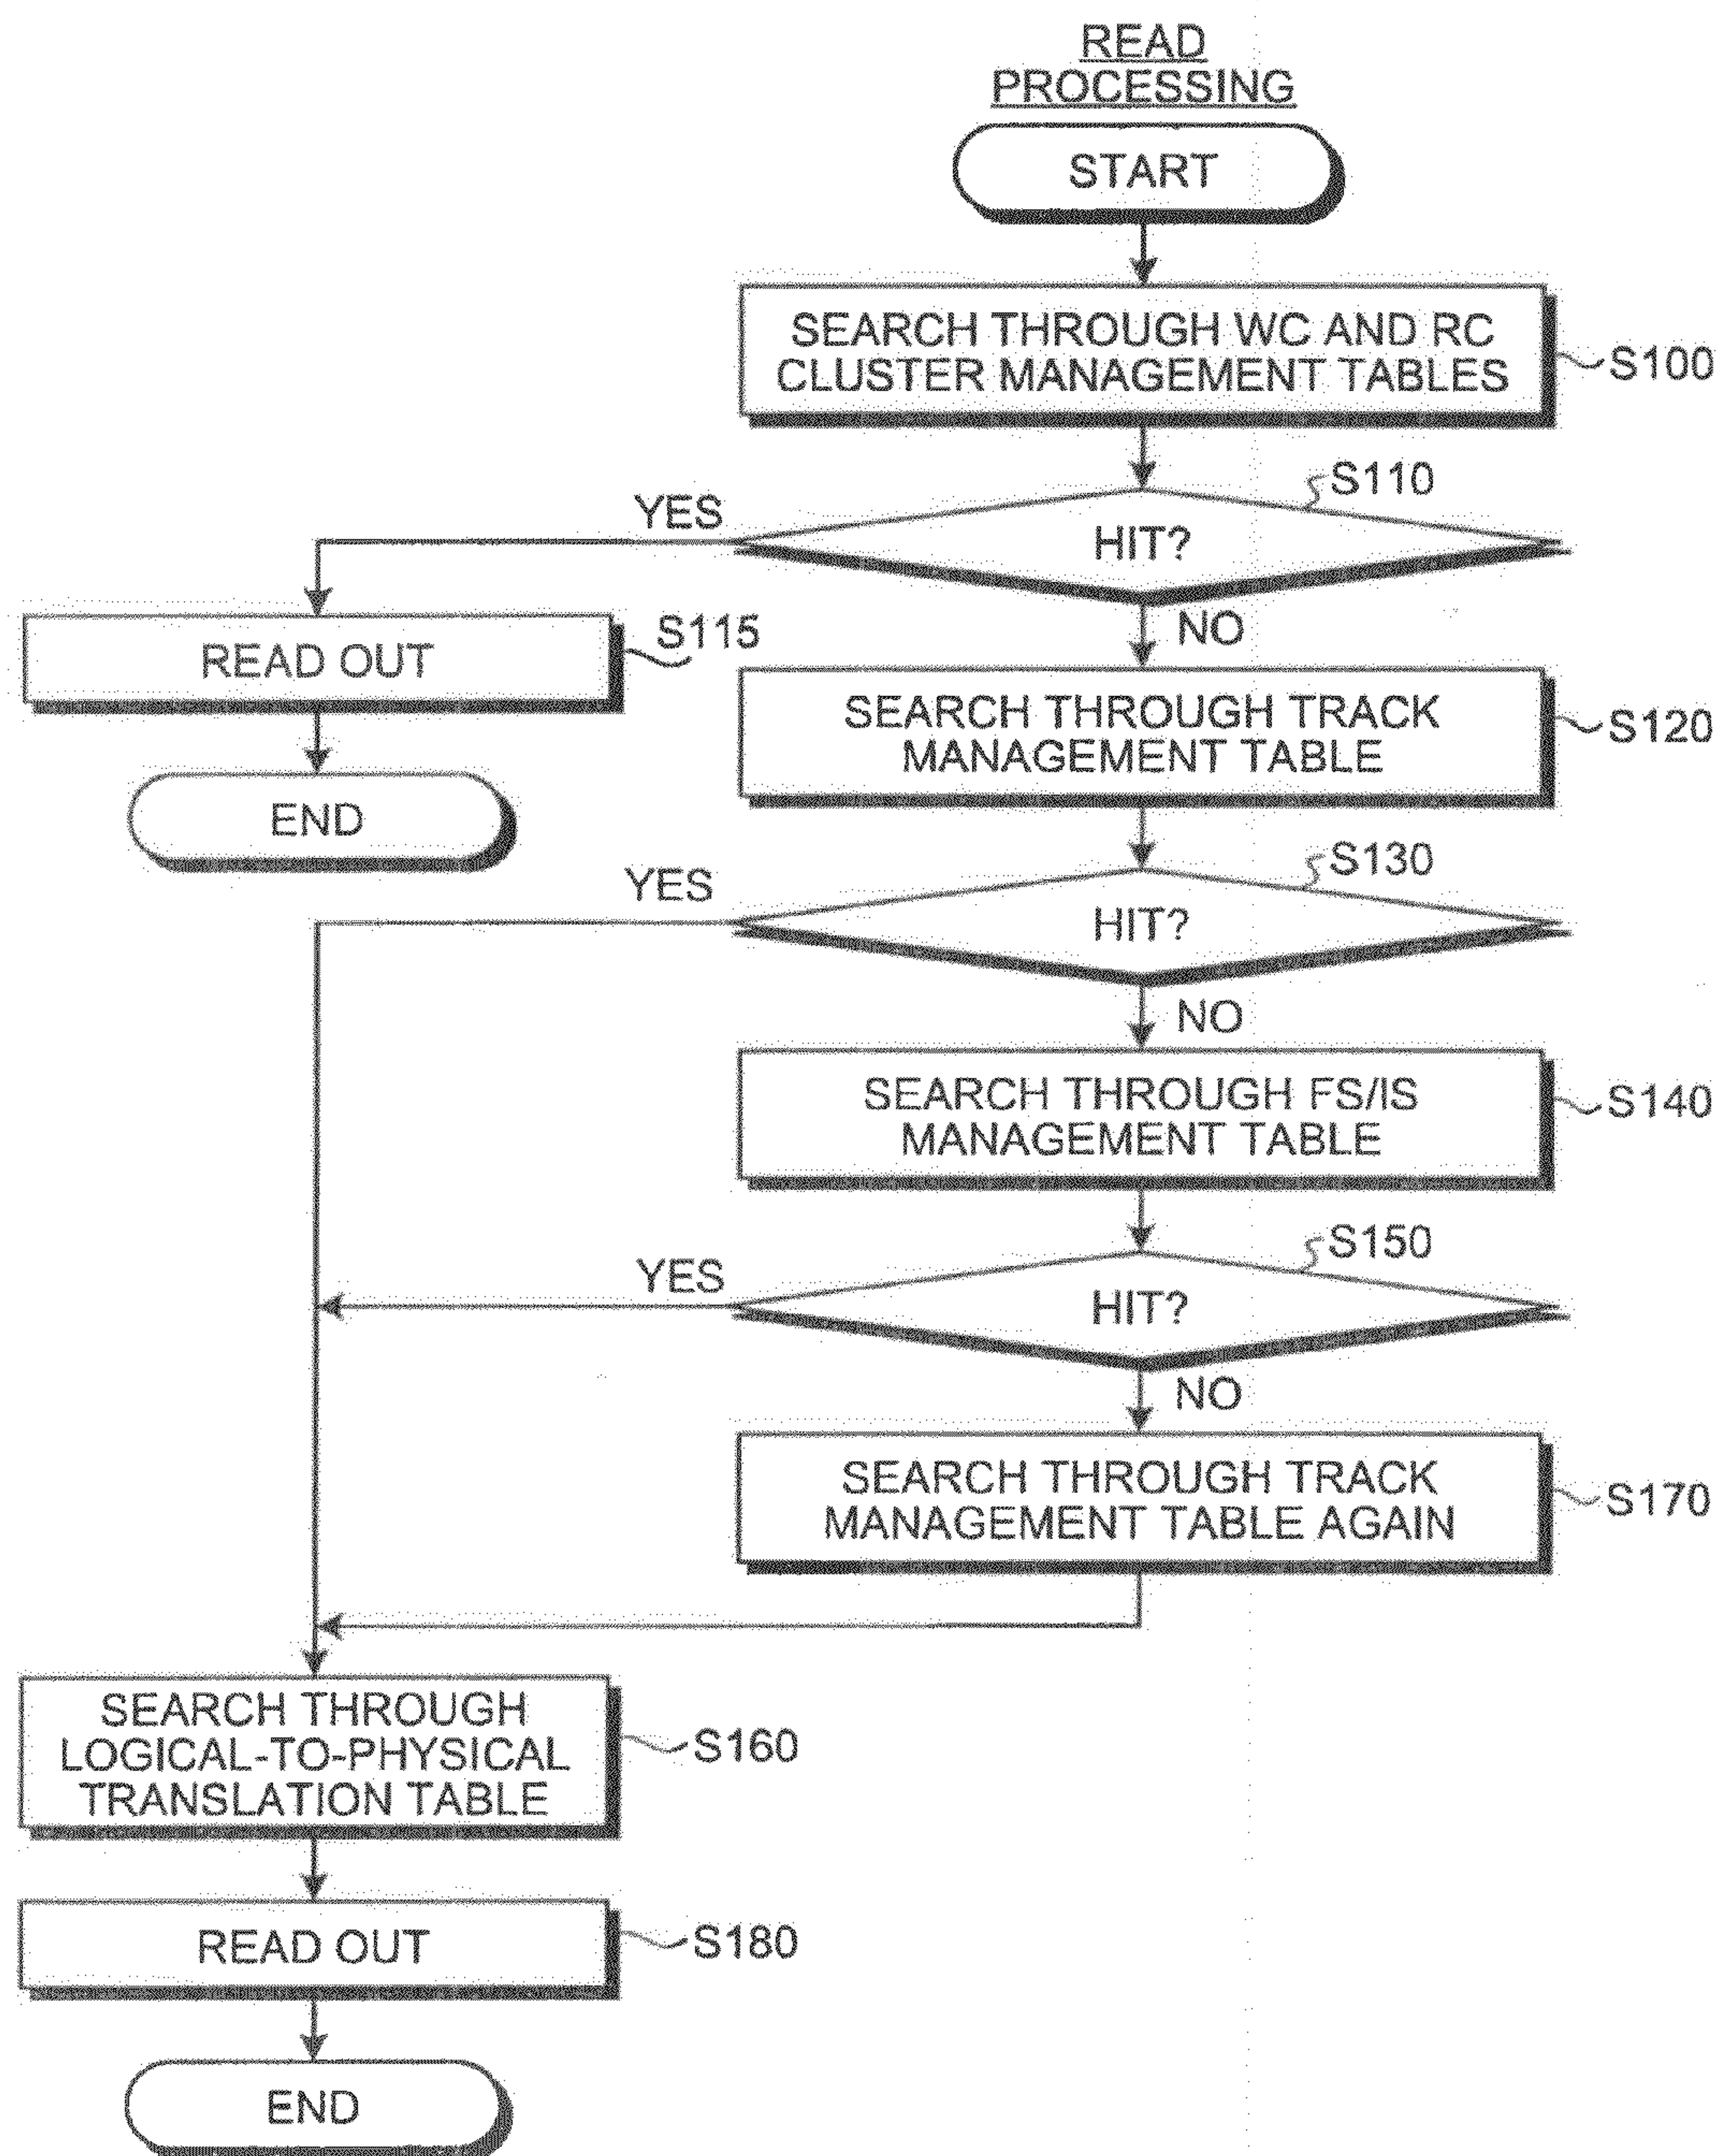 READ
PROCESSING
START
SEARCH THROUGH WC AND RC
CLUSTER MANAGEMENT TABLES
S100
S110
YES
HIT?
NO
READ OUT
S115
SEARCH THROUGH TRACK
MANAGEMENT TABLE
S120
END
S130
YES
HIT?
NO
SEARCH THROUGH FS/IS
MANAGEMENT TABLE
S140
S150
YES
HIT?
NO
SEARCH THROUGH TRACK
MANAGEMENT TABLE AGAIN
S170
SEARCH THROUGH
LOGICAL-TO-PHYSICAL
TRANSLATION TABLE
S160
READ OUT
S180
END